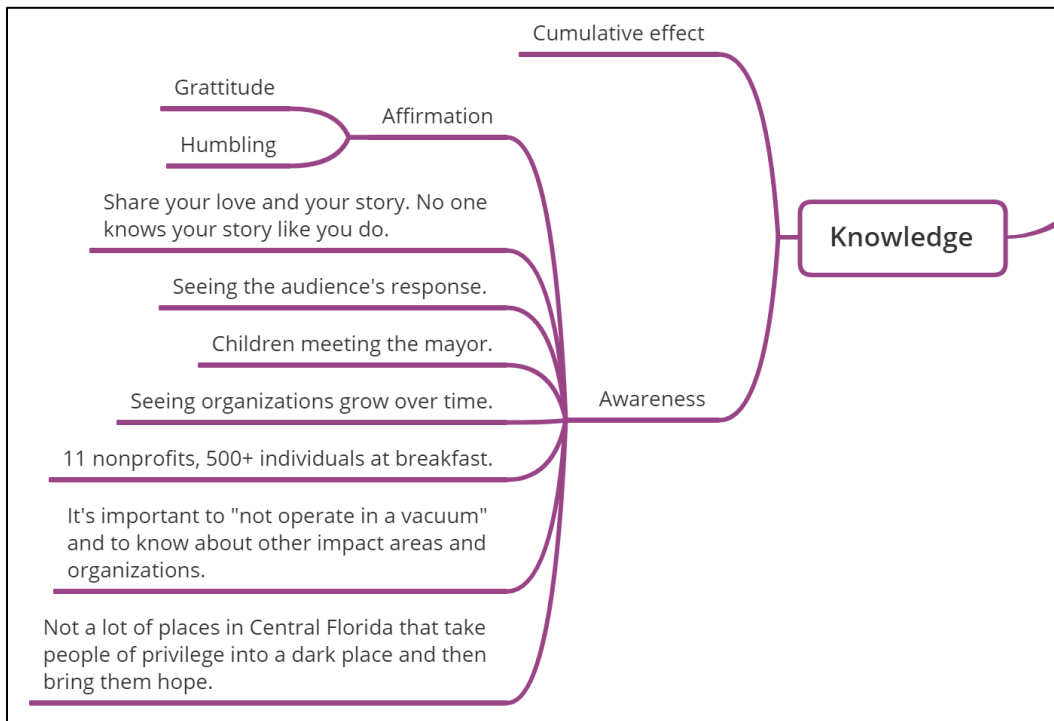 Cumulative effect
Grattitude
Affirmation
Humbling
Share your love and your story. No one
knows your story like you do.
Knowledge
Seeing the audience's response.
Children meeting the mayor.
Seeing organizations grow over time.
Awareness
11 nonprofits, 500+ individuals at breakfast.
It's important to "not operate in a vacuum"
and to know about other impact areas and
organizations.
Not a lot of places in Central Florida that take
people of privilege into a dark place and then
bring them hope.